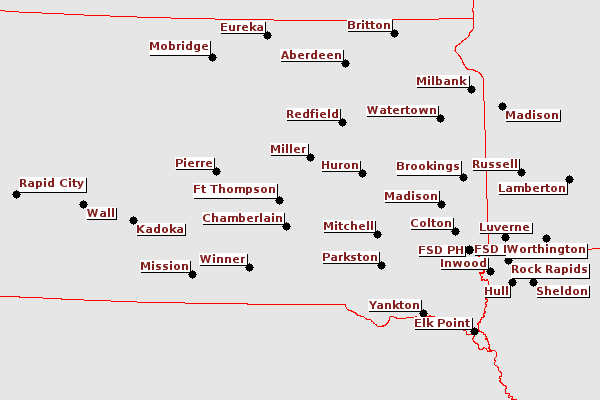 Eureka
Britton
Mobridge
Aberdeen
Milbank
Madison
Redfield
Watertown
Miller
Pierre
Huron
Brookings
Russell
Rapid City
Ft Thompson
Madison
Lamberton
Wall
Kadoka
Chamberlain
Mitchell
Colton
Luverne
FSD PH
FSD I
Worthington
Mission
Winner
Parkston
Inwood
Rock Rapids
Hull
Sheldon
Yankton
Elk Point